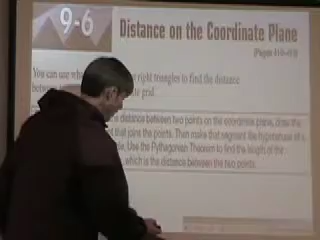 9-6
Distance on the Coordinate Plane
(Pages
You can use wh right triangles to find the distance
between grid.
distance between two points on the coordinate plane, draw the
that joins the points. Then make that segment the hypotenuse of a
Use the Pythagorean Theorem to find the length of the
which is the distance between the two points.